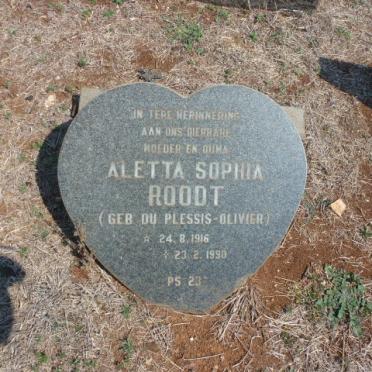 IN TERE HERINNERING
AAN ONS DIERBARE
MOEDER EN OUMA
ALETTA SOPHIA
ROODT
(GEB DU PLESSIS-OLIVIER)
☆ 24.8.1916
✝ 23.2.1990
PS 23